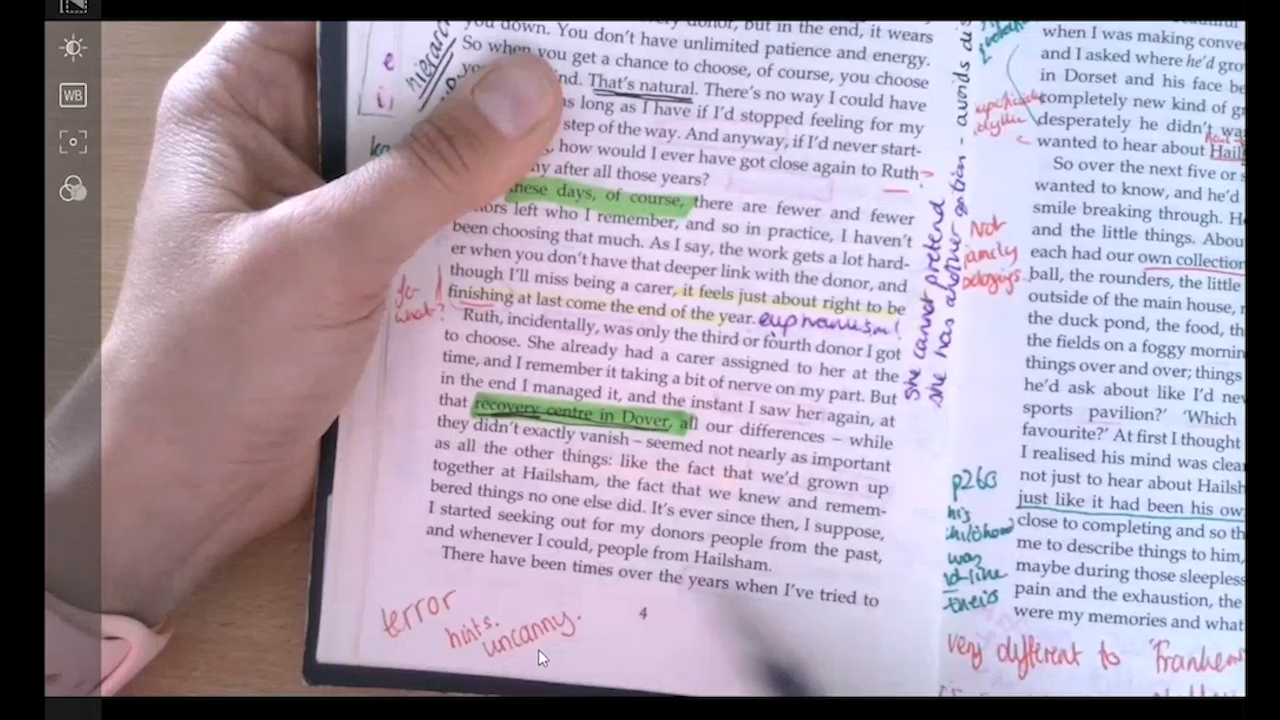 WB
hierarch
you down. You don't have unlimited patience and energy.
So when you get a chance to choose, of course, you choose
ind. That's natural. There's no way I could have
as long as I have if I'd stopped feeling for my
step of the way. And anyway, if I'd never start-
how would I ever have got close again to Ruth
y after all those years?
hese days, of course, there are fewer and fewer
ors left who I remember, and so in practice, I haven't
been choosing that much. As I say, the work gets a lot hard-
er when you don't have that deeper link with the donor, and
though I'll miss being a carer, it feels just about right to be
finishing at last come the end of the year. euphamism!
what?
Ruth, incidentally, was only the third or fourth donor I got
to choose. She already had a carer assigned to her at the
time, and I remember it taking a bit of nerve on my part. But
in the end I managed it, and the instant I saw her again, at
that recovery centre in Dover, all our differences – while
they didn't exactly vanish – seemed not nearly as important
as all the other things: like the fact that we'd grown up
together at Hailsham, the fact that we knew and remem-
bered things no one else did. It's ever since then, I suppose,
I started seeking out for my donors people from the past,
and whenever I could, people from Hailsham.
There have been times over the years when I've tried to
4
terror
hints.
uncanny.
she cannot pretend
she has another gation - avoids di
when I was making conve
and I asked where he'd gro
in Dorset and his face be
completely new kind of g
desperately he didn't wa
wanted to hear about Hail
So over the next five or s
wanted to know, and he'd
smile breaking through. H
and the little things. Abou
each had our own collection
ball, the rounders, the little
outside of the main house,
the duck pond, the food, th
the fields on a foggy mornin
things over and over; things
he'd ask about like I'd ne
sports pavilion?' 'Which
favourite?' At first I thought
I realised his mind was clea
not just to hear about Hailsh
just like it had been his ow
close to completing and so th
me to describe things to him,
maybe during those sleepless
pain and the exhaustion, the
were my memories and what
Not
family
belongings
p260
his
childhood
was
theirs
very different to 'Franken